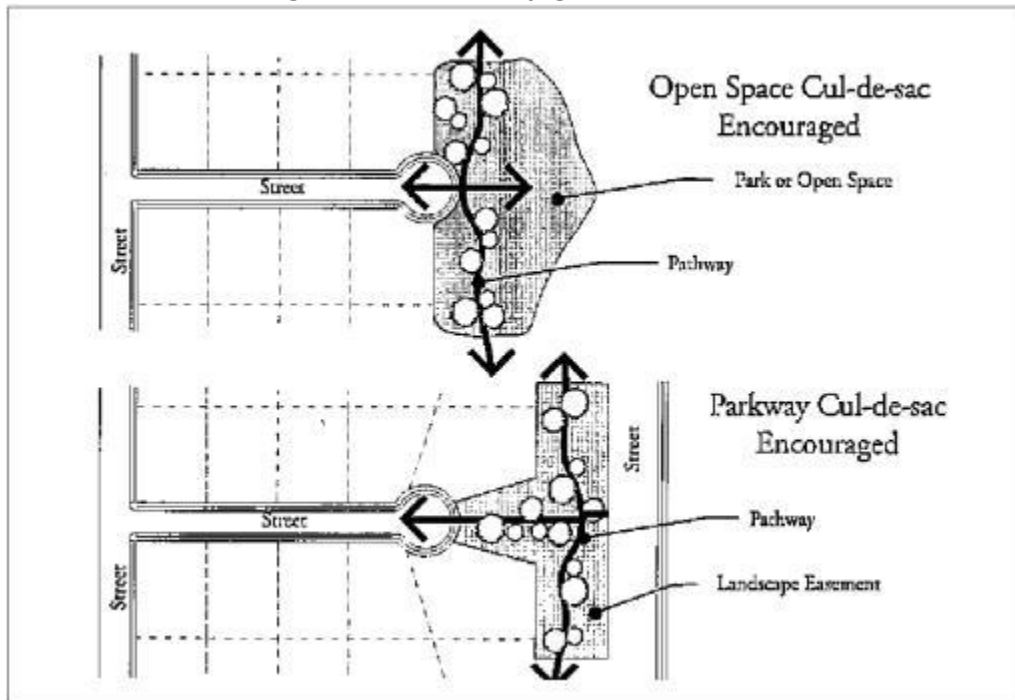 Open Space Cul-de-sac
Encouraged
Park or Open Space
Street
Street
Pathway
Parkway Cul-de-sac
Encouraged
Street
Street
Pathway
Street
Landscape Easement